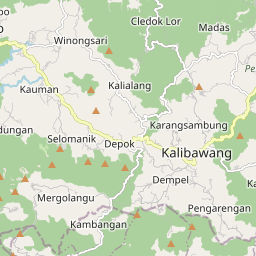 Cledok Lor
Madas
Winongsari
Kalialang
Kauman
Karangsambung
Selomanik
Depok
Kalibawang
Dempel
Mergolangu
Pengarengan
Kambangan